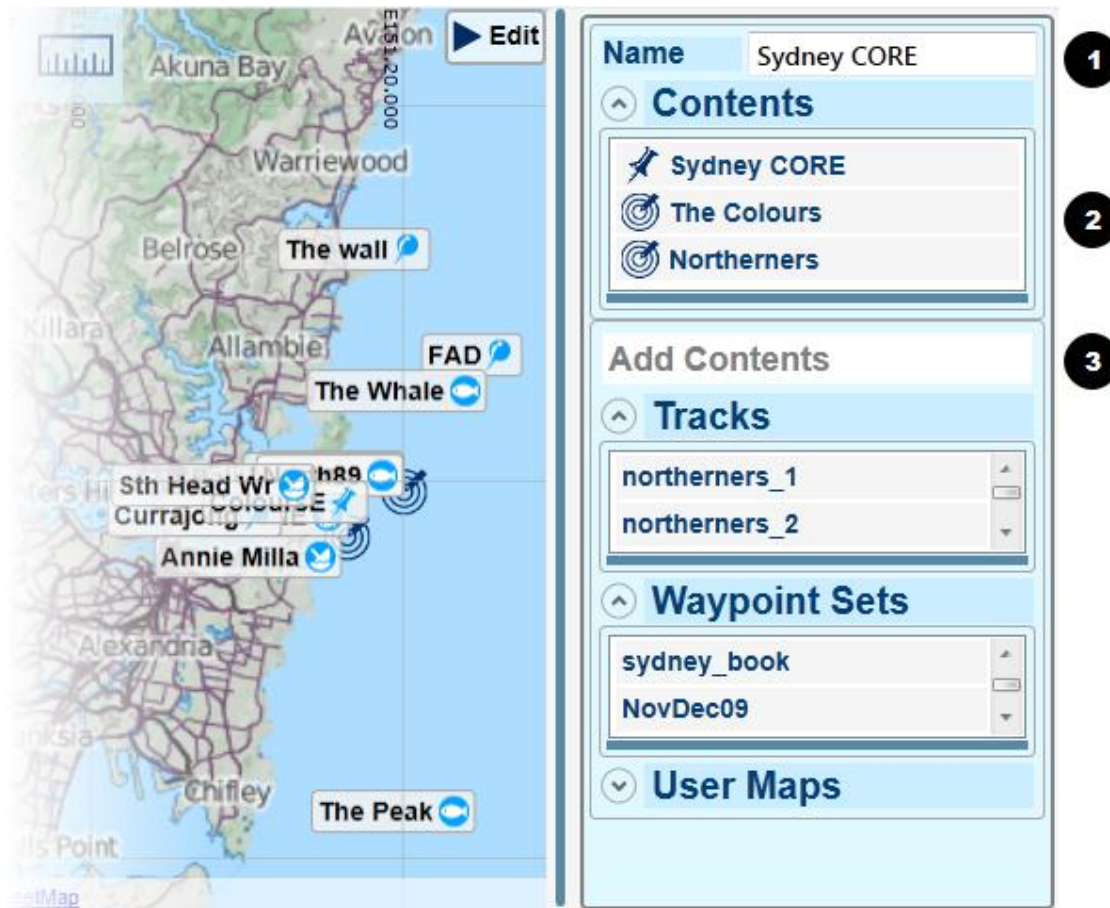 E151.20.000
Avalon
Edit
Akuna Bay
Warriewood
Belrose
The wall
Killara
Allambie
FAD
The Whale
Sth Head Wr
Currajong
Annie Milla
Alexandria
Chifley
The Peak
Name
Sydney CORE
1
Contents
Sydney CORE
The Colours
2
Northerners
Add Contents
3
Tracks
northerners_1
northerners_2
Waypoint Sets
sydney_book
NovDec09
User Maps